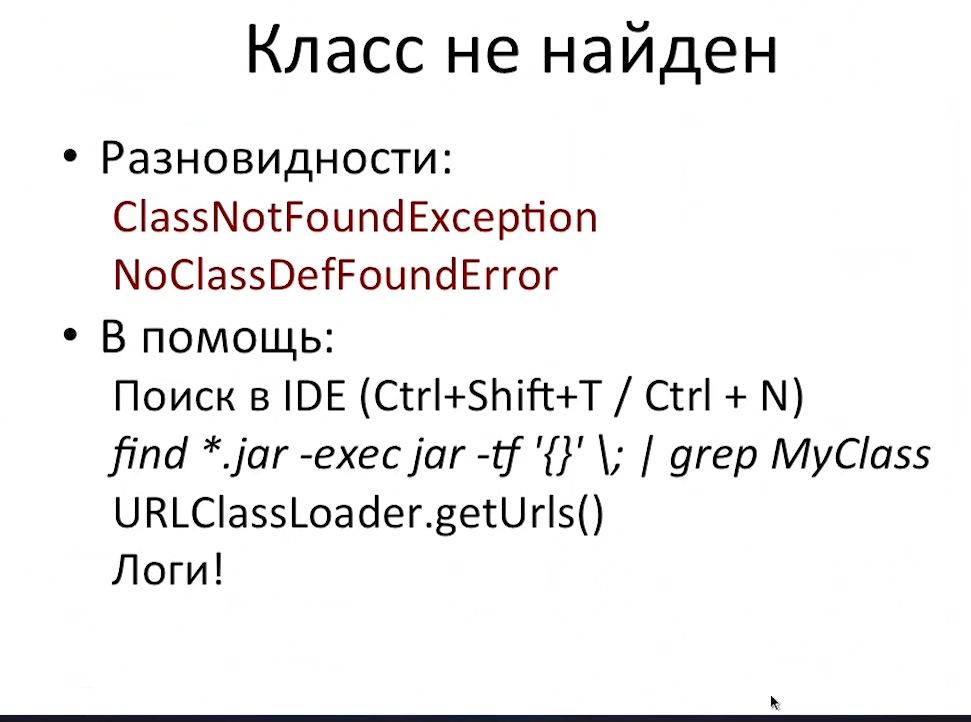 Класс не найден
• Разновидности:
ClassNotFoundException
NoClassDefFoundError
• В помощь:
Поиск в IDE (Ctrl+Shift+T / Ctrl + N)
find *.jar -exec jar -tf '{}' \; | grep MyClass
URLClassLoader.getUrls()
Логи!